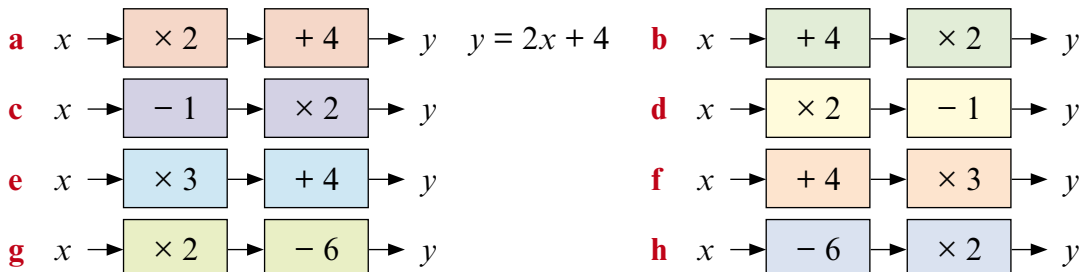 a x × 2 + 4 y y = 2x + 4 b x + 4 × 2 y
c x − 1 × 2 y d x × 2 − 1 y
e x × 3 + 4 y f x + 4 × 3 y
g x × 2 − 6 y h x − 6 × 2 y